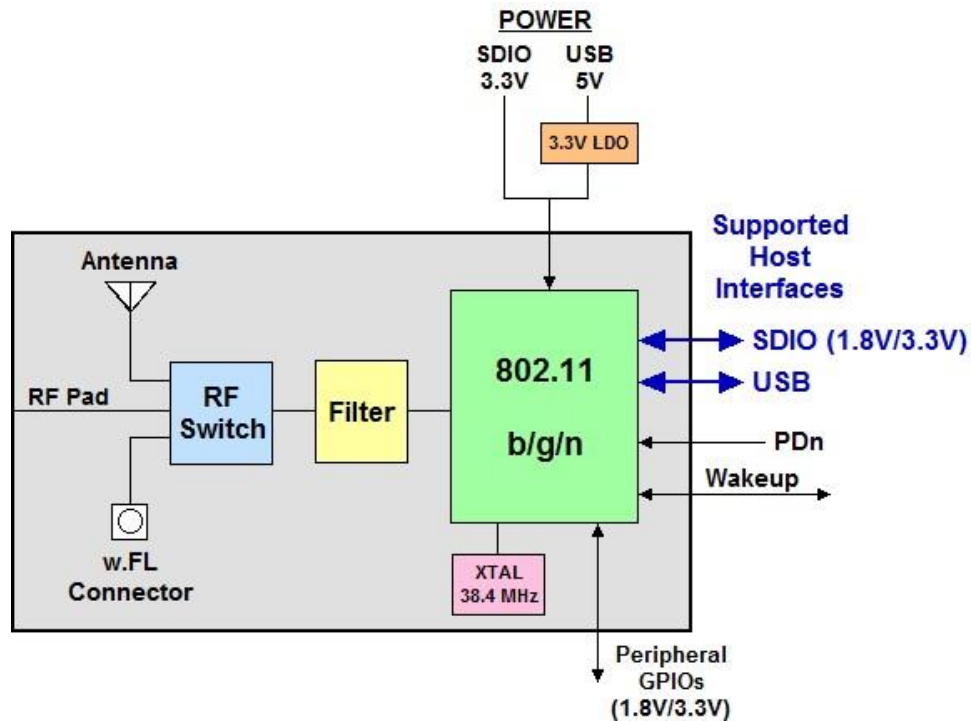 POWER
SDIO USB
3.3V 5V
3.3V LDO
Supported
Host
Interfaces
Antenna
SDIO (1.8V/3.3V)
802.11
USB
RF Pad
RF
Switch
Filter
b/g/n
PDn
Wakeup
w.FL
Connector
XTAL
38.4 MHz
Peripheral
GPIOs
(1.8V/3.3V)